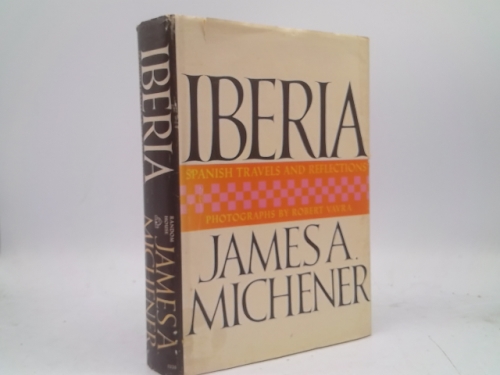 IBERIA
SPANISH TRAVELS AND REFLECTIONS
PHOTOGRAPHS BY ROBERT VAVRA
JAMES A.
MICHENER
IBERIA
RANDOM
HOUSE
JAMES A.
MICHENER